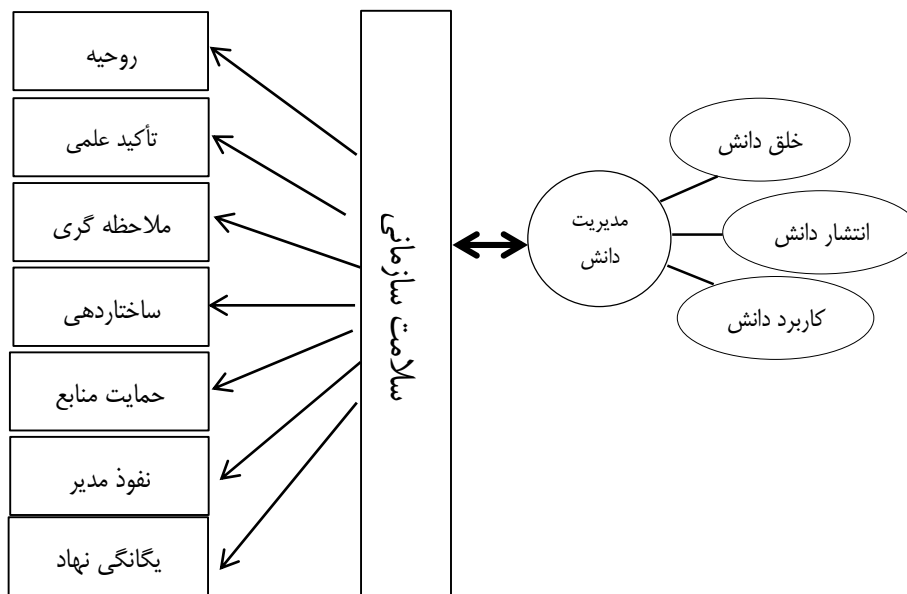 خلق دانش
انتشار دانش
کاربرد دانش
مدیریت
دانش
سلامت سازمانی
روحیه
تأکید علمی
ملاحظه گری
ساختاردهی
حمایت منابع
نفوذ مدیر
یگانگی نهاد